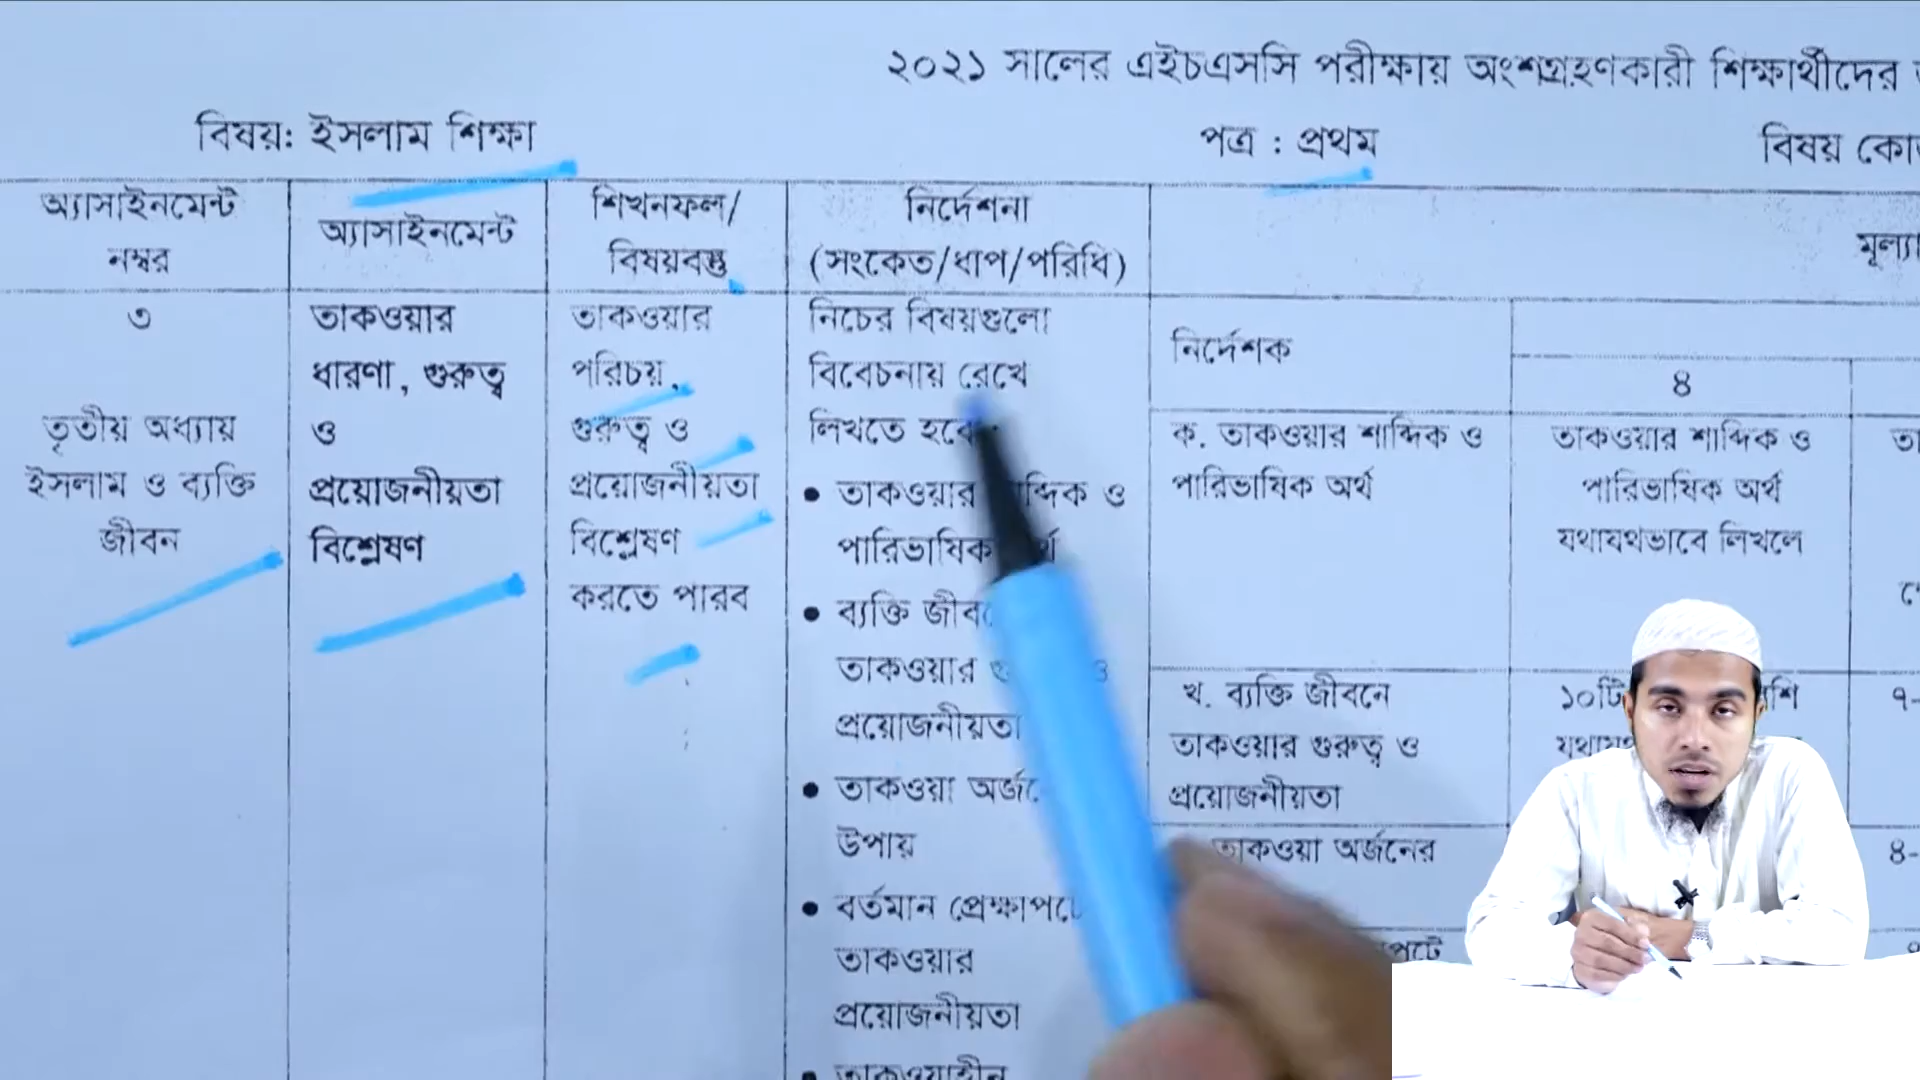 ২০২১ সালের এইচএসসি পরীক্ষায় অংশগ্রহণকারী শিক্ষার্থীদের
বিষয়: ইসলাম শিক্ষা
পত্র : প্রথম
বিষয়
অ্যাসাইনমেন্ট
নম্বর
অ্যাসাইনমেন্ট
শিখনফল/
বিষয়বস্তু
নির্দেশনা
(সংকেত/ধাপ/পরিধি)
৩
তৃতীয় অধ্যায়
ইসলাম ও ব্যক্তি
জীবন
তাকওয়ার
ধারণা, গুরুত্ব
ও
প্রয়োজনীয়তা
বিশ্লেষণ
তাকওয়ার
পরিচয়,
গুরুত্ব ও
প্রয়োজনীয়তা
বিশ্লেষণ
করতে পারব
নিচের বিষয়গুলো
বিবেচনায় রেখে
লিখতে
• তাকওয়ার ও
পারিভাষিক
• ব্যক্তি
তাকওয়ার
প্রয়োজনীয়তা
• তাকওয়া
উপায়
• বর্তমান
তাকওয়ার
প্রয়োজনীয়তা
• তাকওয়াহীন
নির্দেশক
৪
ক. তাকওয়ার শাব্দিক ও
পারিভাষিক অর্থ
তাকওয়ার শাব্দিক ও
পারিভাষিক অর্থ
যথাযথভাবে লিখলে
খ. ব্যক্তি জীবনে
তাকওয়ার গুরুত্ব ও
প্রয়োজনীয়তা
১০টি
তাকওয়া অর্জনের